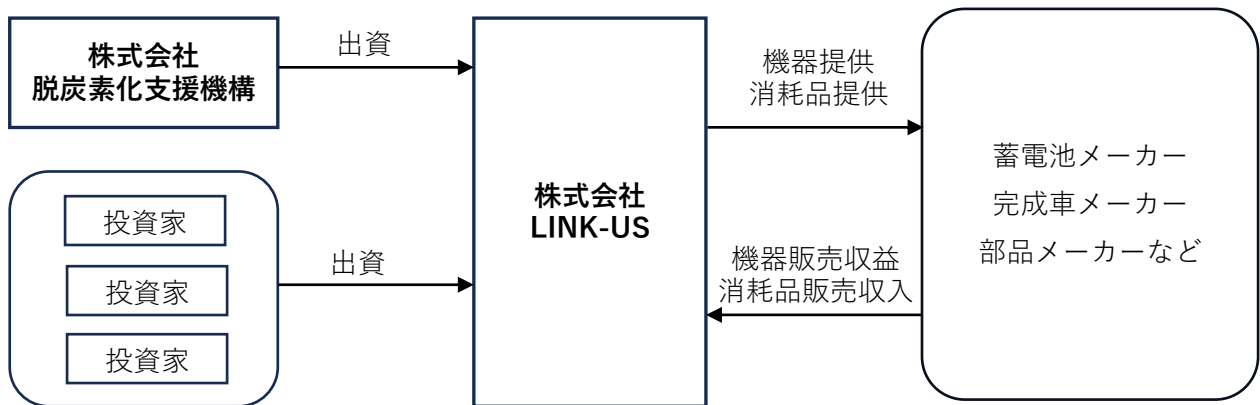 株式会社
脱炭素化支援機構
出資
投資家
投資家
投資家
出資
株式会社
LINK-US
機器提供
消耗品提供
機器販売収益
消耗品販売収入
蓄電池メーカー
完成車メーカー
部品メーカーなど